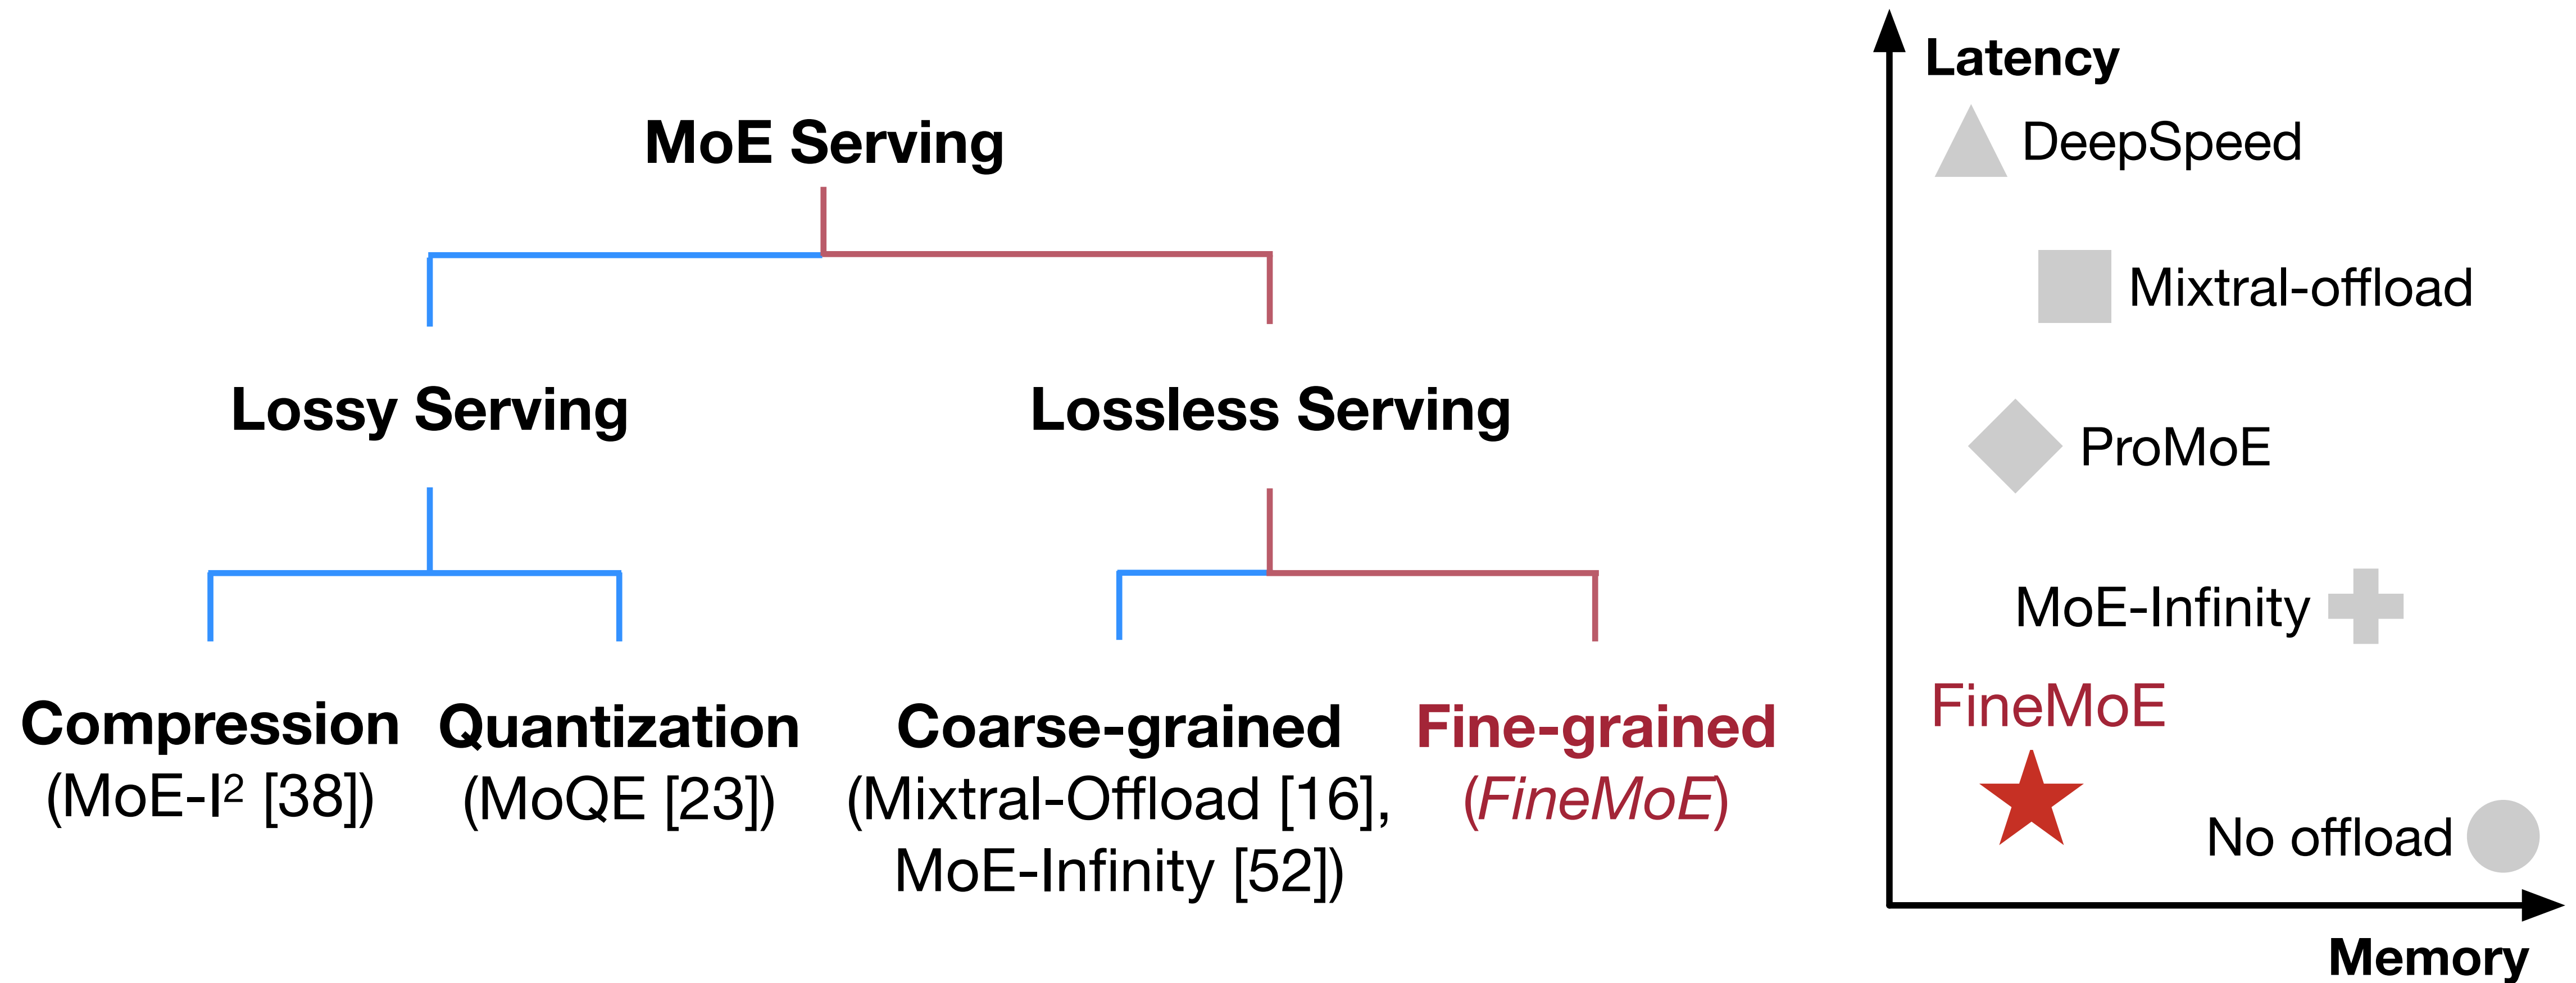 MoE Serving
Lossy Serving
Lossless Serving
Compression
(MoE-I² [38])
Quantization
(MoQE [23])
Coarse-grained
(Mixtral-Offload [16],
MoE-Infinity [52])
Fine-grained
(FineMoE)
Latency
DeepSpeed
Mixtral-offload
ProMoE
MoE-Infinity
FineMoE
No offload
Memory